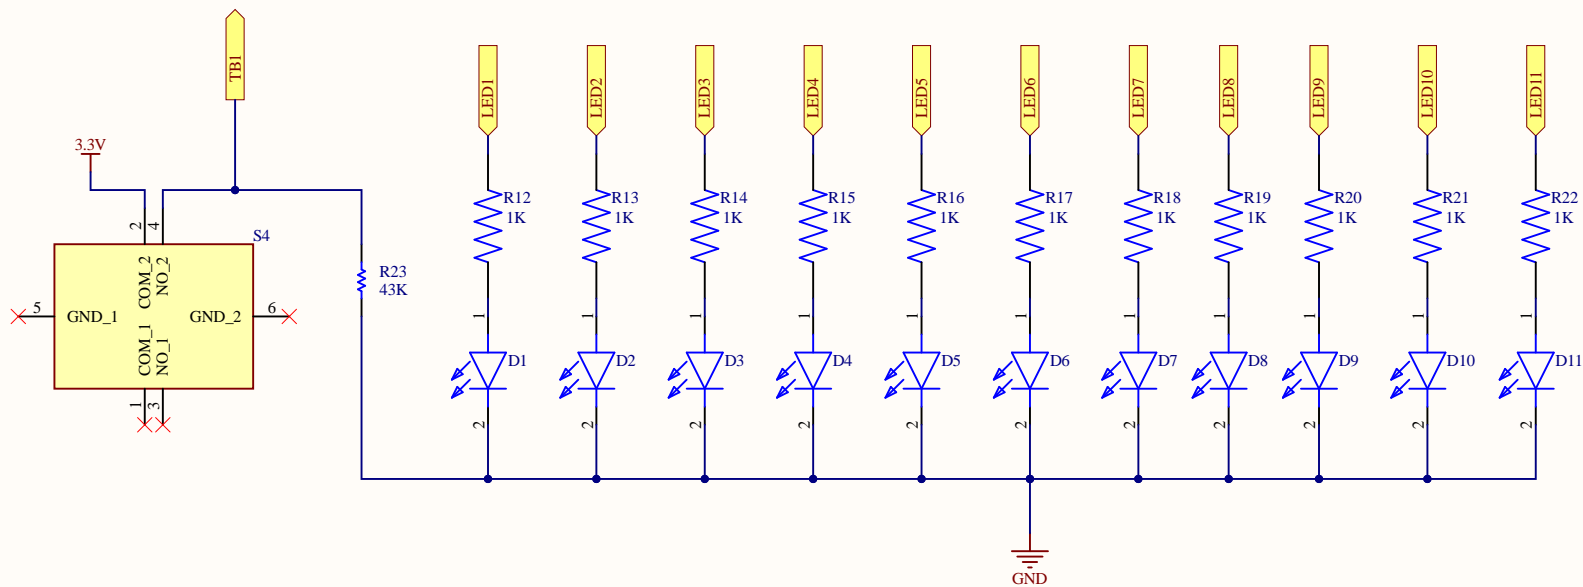 TB1
LED1
LED2
LED3
LED4
LED5
LED6
LED7
LED8
LED9
LED10
LED11
3.3V
R12
1K
R13
1K
R14
1K
R15
1K
R16
1K
R17
1K
R18
1K
R19
1K
R20
1K
R21
1K
R22
1K
2
4
S4
COM_2
NO_2
5
GND_1
GND_2
6
COM_1
NO_1
1
3
R23
43K
1
1
1
1
1
1
1
1
1
1
1
D1
D2
D3
D4
D5
D6
D7
D8
D9
D10
D11
2
2
2
2
2
2
2
2
2
2
2
GND